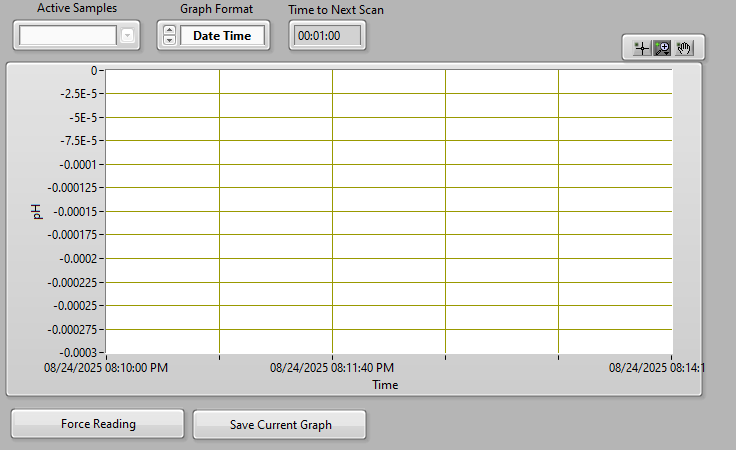 Active Samples
Graph Format
Time to Next Scan
Date Time
00:01:00
0
-2.5E-5
-5E-5
-7.5E-5
-0.0001
-0.000125
-0.00015
-0.000175
-0.0002
-0.000225
-0.00025
-0.000275
-0.0003
pH
08/24/2025 08:10:00 PM
08/24/2025 08:11:40 PM
08/24/2025 08:14:1
Time
Force Reading
Save Current Graph